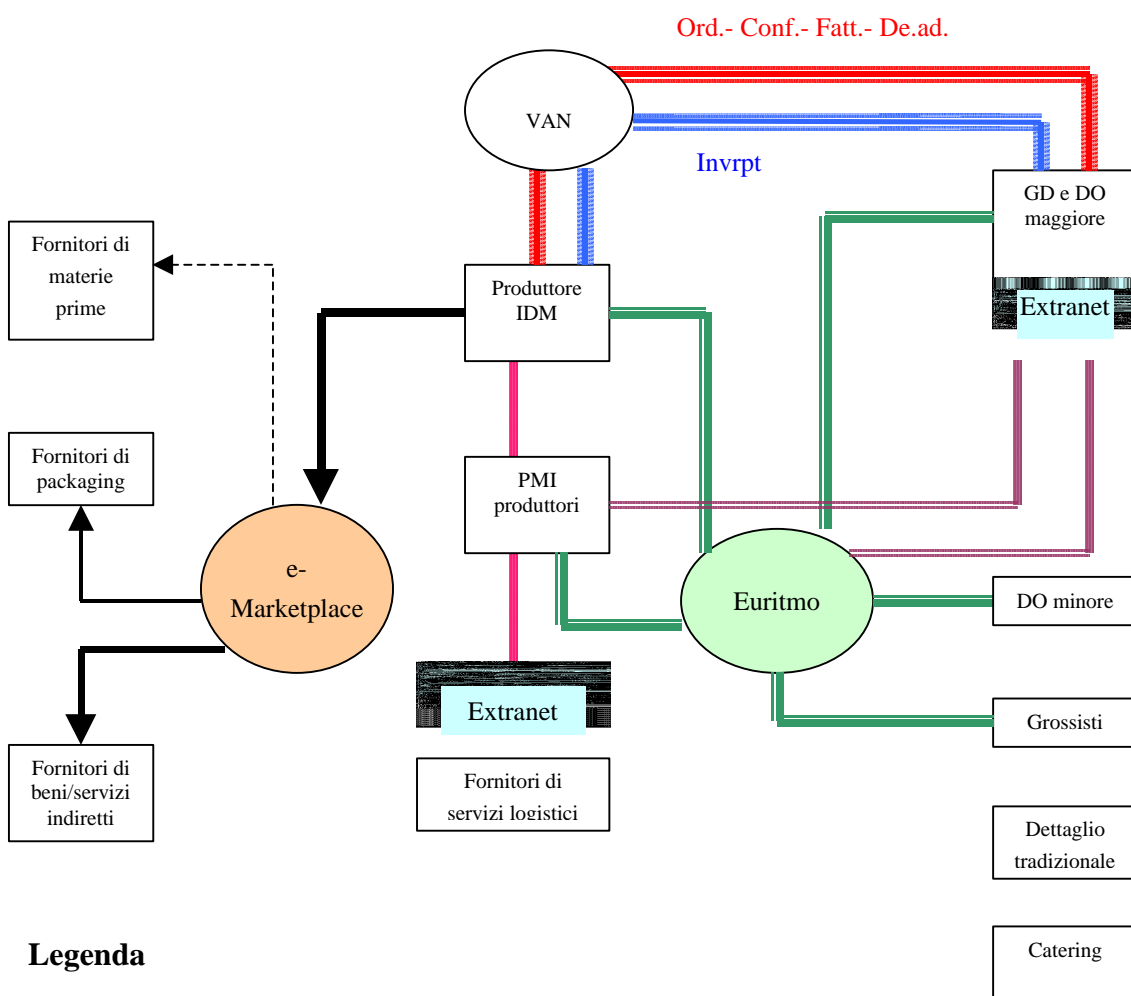 Ord.- Conf.- Fatt.- De.ad.
VAN
Invrpt
GD e DO
maggiore
Extranet
Fornitori di
materie
prime
Produttore
IDM
Fornitori di
packaging
PMI
produttori
e-
Marketplace
Euritmo
DO minore
Extranet
Grossisti
Fornitori di
beni/servizi
indiretti
Fornitori di
servizi logistici
Dettaglio
tradizionale
Legenda
Catering